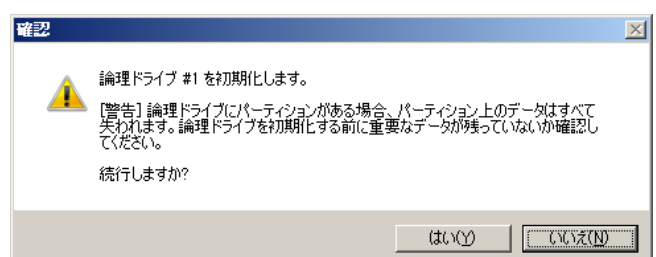 確認
論理ドライブ #1 を初期化します。
[警告] 論理ドライブにパーティションがある場合、パーティション上のデータはすべて
失われます。論理ドライブを初期化する前に重要なデータが残っていないか確認し
てください。
続行しますか?
はい(Y)
いいえ(N)